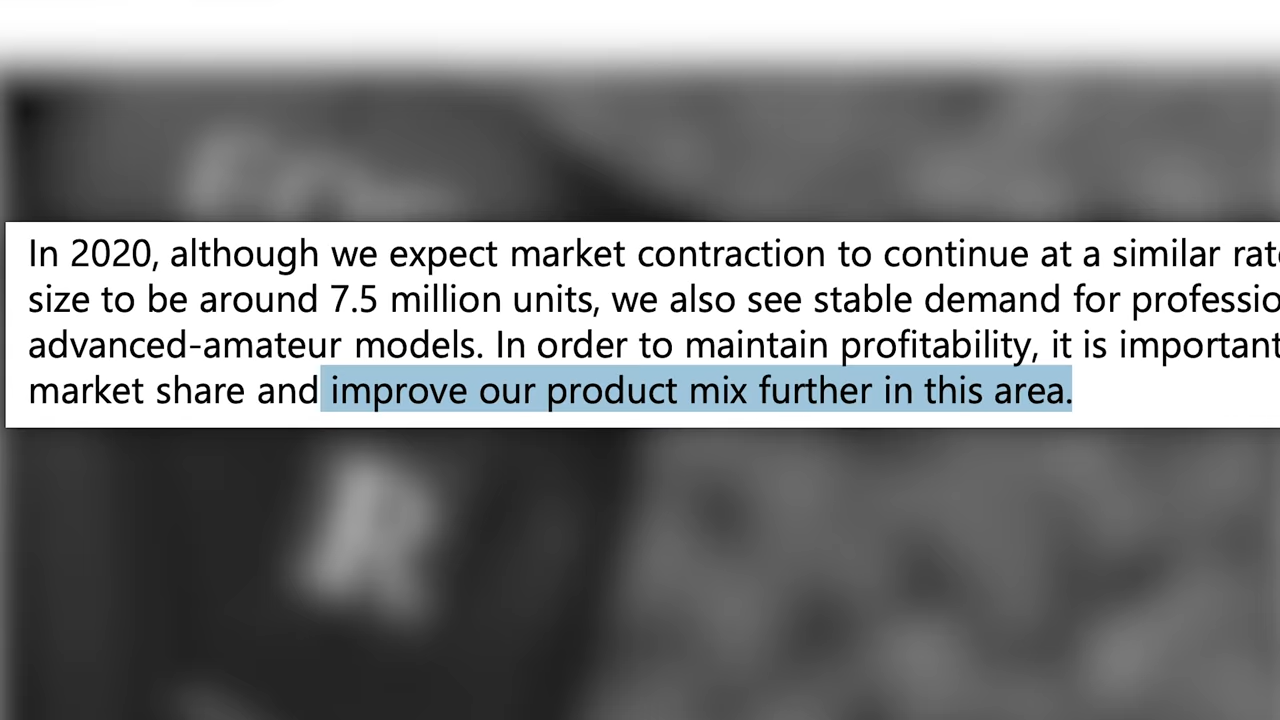 In 2020, although we expect market contraction to continue at a similar
size to be around 7.5 million units, we also see stable demand for
advanced-amateur models. In order to maintain profitability, it is important
market share and improve our product mix further in this area.
R